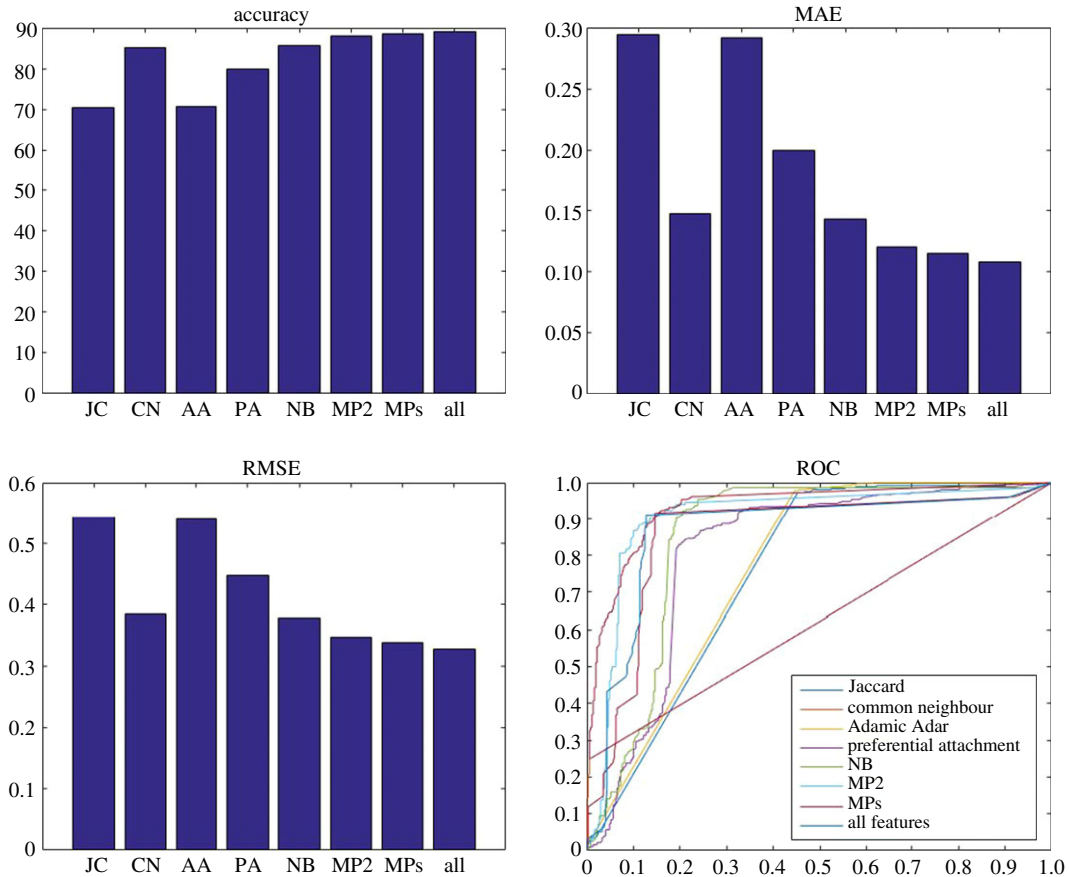 accuracy
90
80
70
60
50
40
30
20
10
0
JC CN AA PA NB MP2 MPs all
MAE
0.30
0.25
0.20
0.15
0.10
0.05
0
JC CN AA PA NB MP2 MPs all
RMSE
0.6
0.5
0.4
0.3
0.2
0.1
0
JC CN AA PA NB MP2 MPs all
ROC
1.0
0.9
0.8
0.7
0.6
0.5
0.4
0.3
0.2
0.1
0
Jaccard
common neighbour
Adamic Adar
preferential attachment
NB
MP2
MPs
all features
0 0.1 0.2 0.3 0.4 0.5 0.6 0.7 0.8 0.9 1.0